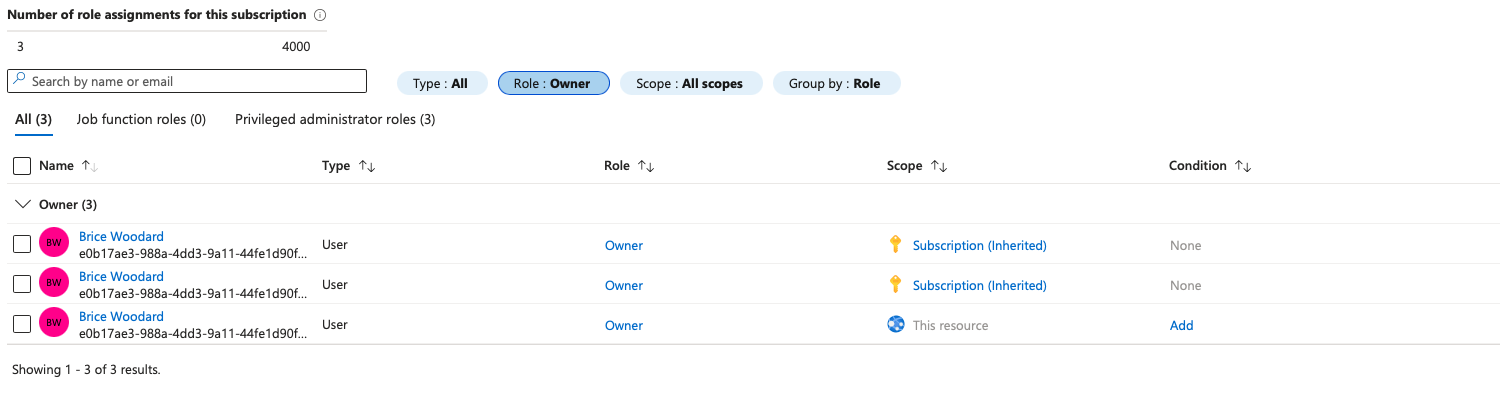 Number of role assignments for this subscription
3 4000
Search by name or email Type : All Role : Owner Scope : All scopes Group by : Role
All (3) Job function roles (0) Privileged administrator roles (3)
Name Type Role Scope Condition
Owner (3)
BW Brice Woodard User Owner Subscription (Inherited) None
e0b17ae3-988a-4dd3-9a11-44fe1d90f...
BW Brice Woodard User Owner Subscription (Inherited) None
e0b17ae3-988a-4dd3-9a11-44fe1d90f...
BW Brice Woodard User Owner This resource Add
e0b17ae3-988a-4dd3-9a11-44fe1d90f...
Showing 1 - 3 of 3 results.